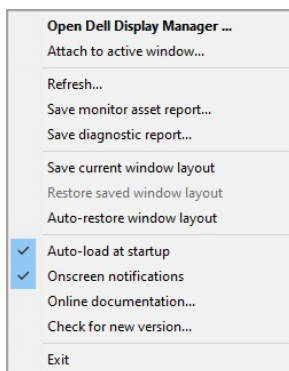 Open Dell Display Manager ...
Attach to active window...
Refresh...
Save monitor asset report...
Save diagnostic report...
Save current window layout
Restore saved window layout
Auto-restore window layout
Auto-load at startup
Onscreen notifications
Online documentation...
Check for new version...
Exit